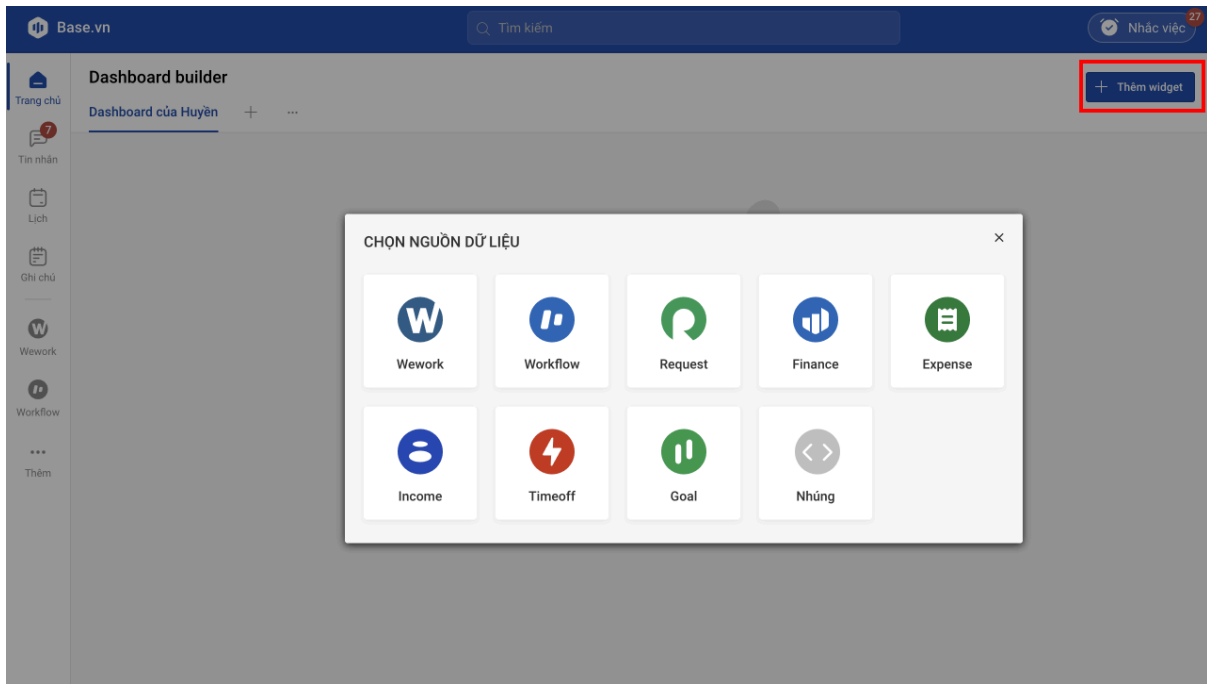 Base.vn
Tìm kiếm
Nhắc việc
27
Dashboard builder
Thêm widget
Dashboard của Huyền
...
Trang chủ
7
Tin nhắn
Lịch
Ghi chú
Wework
Workflow
Thêm
CHỌN NGUỒN DỮ LIỆU
Wework
Workflow
Request
Finance
Expense
Income
Timeoff
Goal
Nhúng